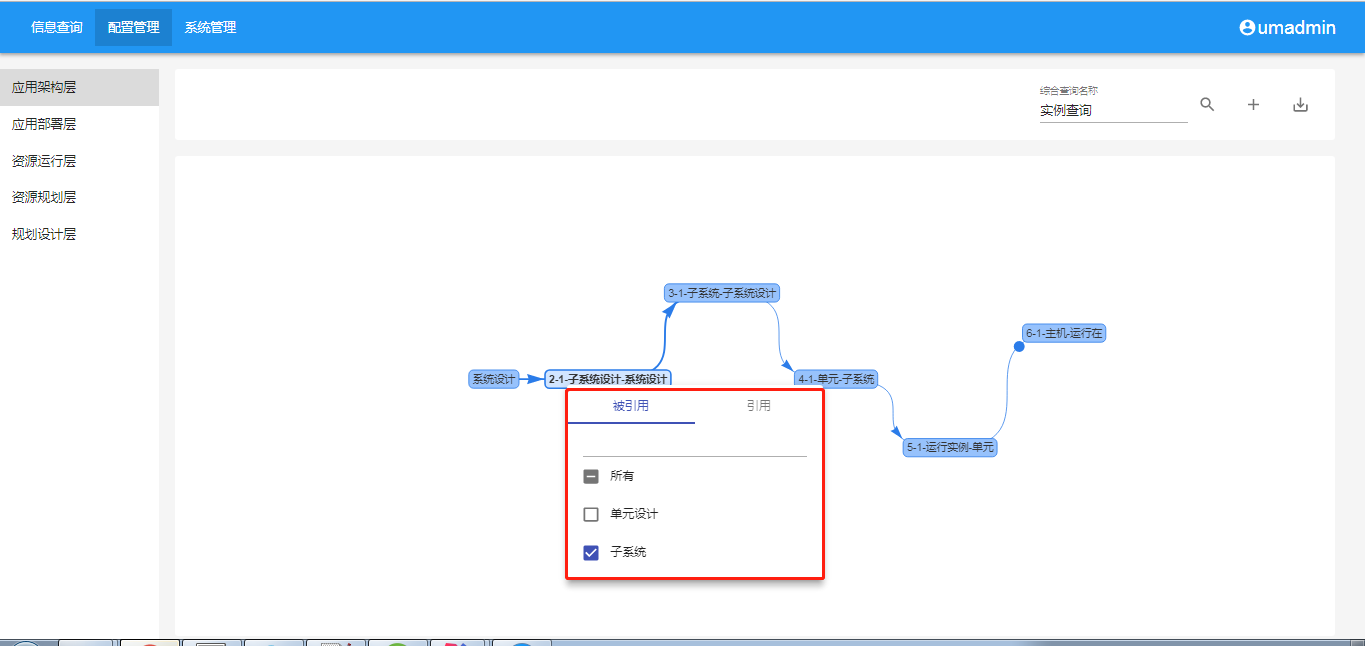 信息查询 配置管理 系统管理 umadmin
应用架构层
应用部署层
资源运行层
资源规划层
规划设计层
综合查询名称
实例查询
3-1-子系统-子系统设计
6-1-主机-运行在
系统设计 2-1-子系统设计-系统设计 4-1-单元-子系统
被引用 引用
5-1-运行实例-单元
所有
单元设计
子系统